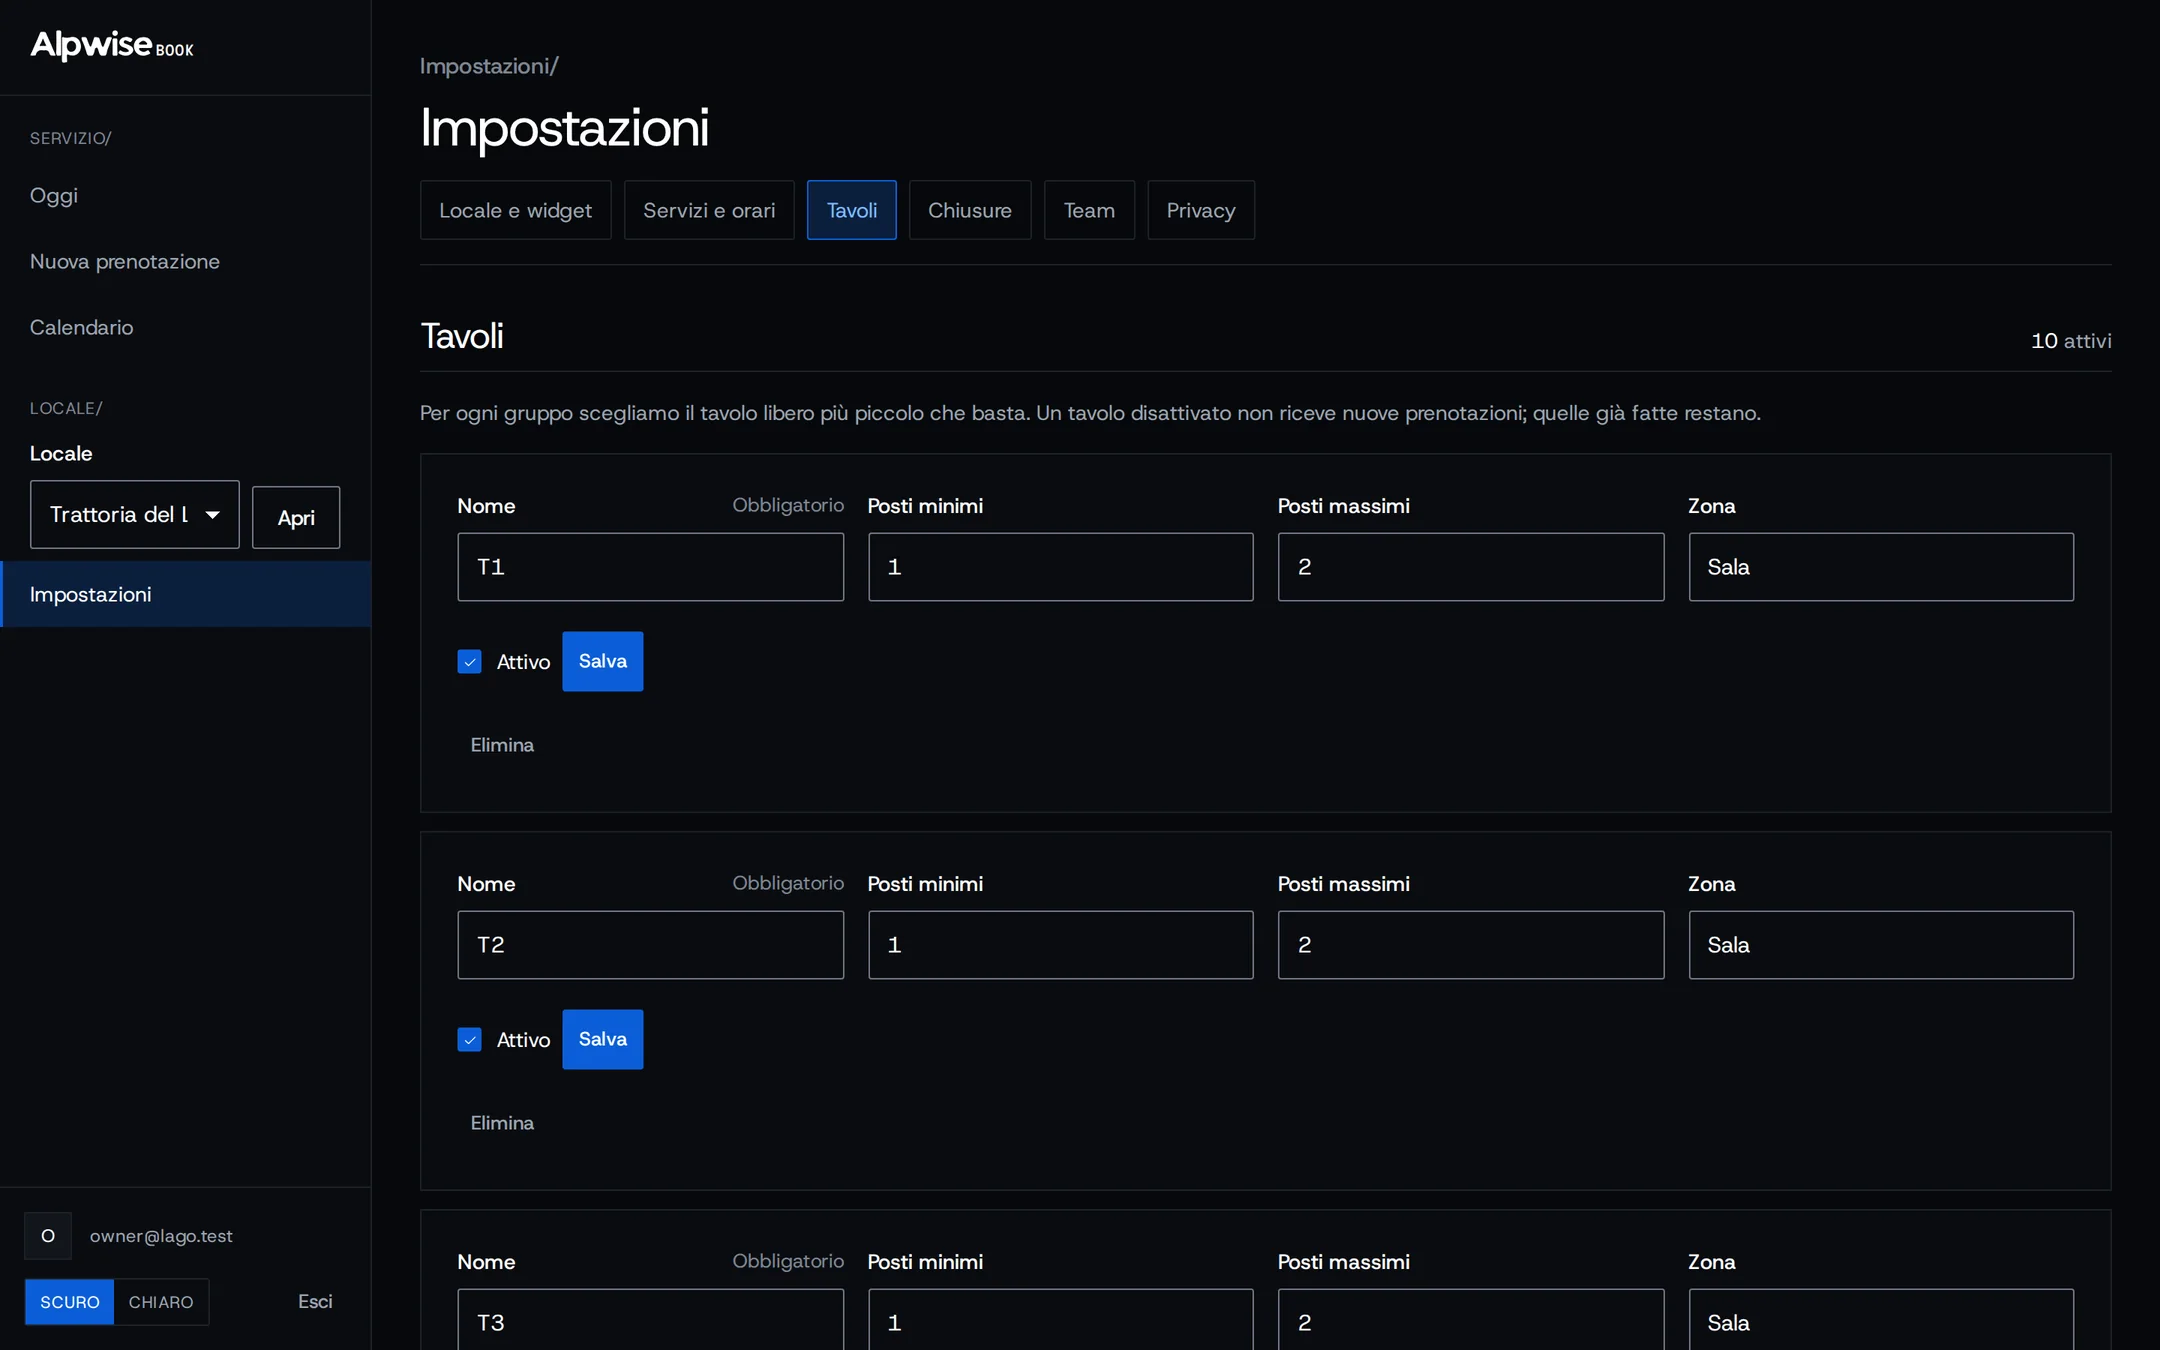 Alpwise BOOK
SERVIZIO/
Oggi
Nuova prenotazione
Calendario
LOCALE/
Locale
Trattoria del L
Apri
Impostazioni
O
owner@lago.test
SCURO
CHIARO
Esci
Impostazioni/
Impostazioni
Locale e widget
Servizi e orari
Tavoli
Chiusure
Team
Privacy
Tavoli
10 attivi
Per ogni gruppo scegliamo il tavolo libero più piccolo che basta. Un tavolo disattivato non riceve nuove prenotazioni; quelle già fatte restano.
Nome Obbligatorio Posti minimi Posti massimi Zona
T1 1 2 Sala
Attivo Salva
Elimina
Nome Obbligatorio Posti minimi Posti massimi Zona
T2 1 2 Sala
Attivo Salva
Elimina
Nome Obbligatorio Posti minimi Posti massimi Zona
T3 1 2 Sala